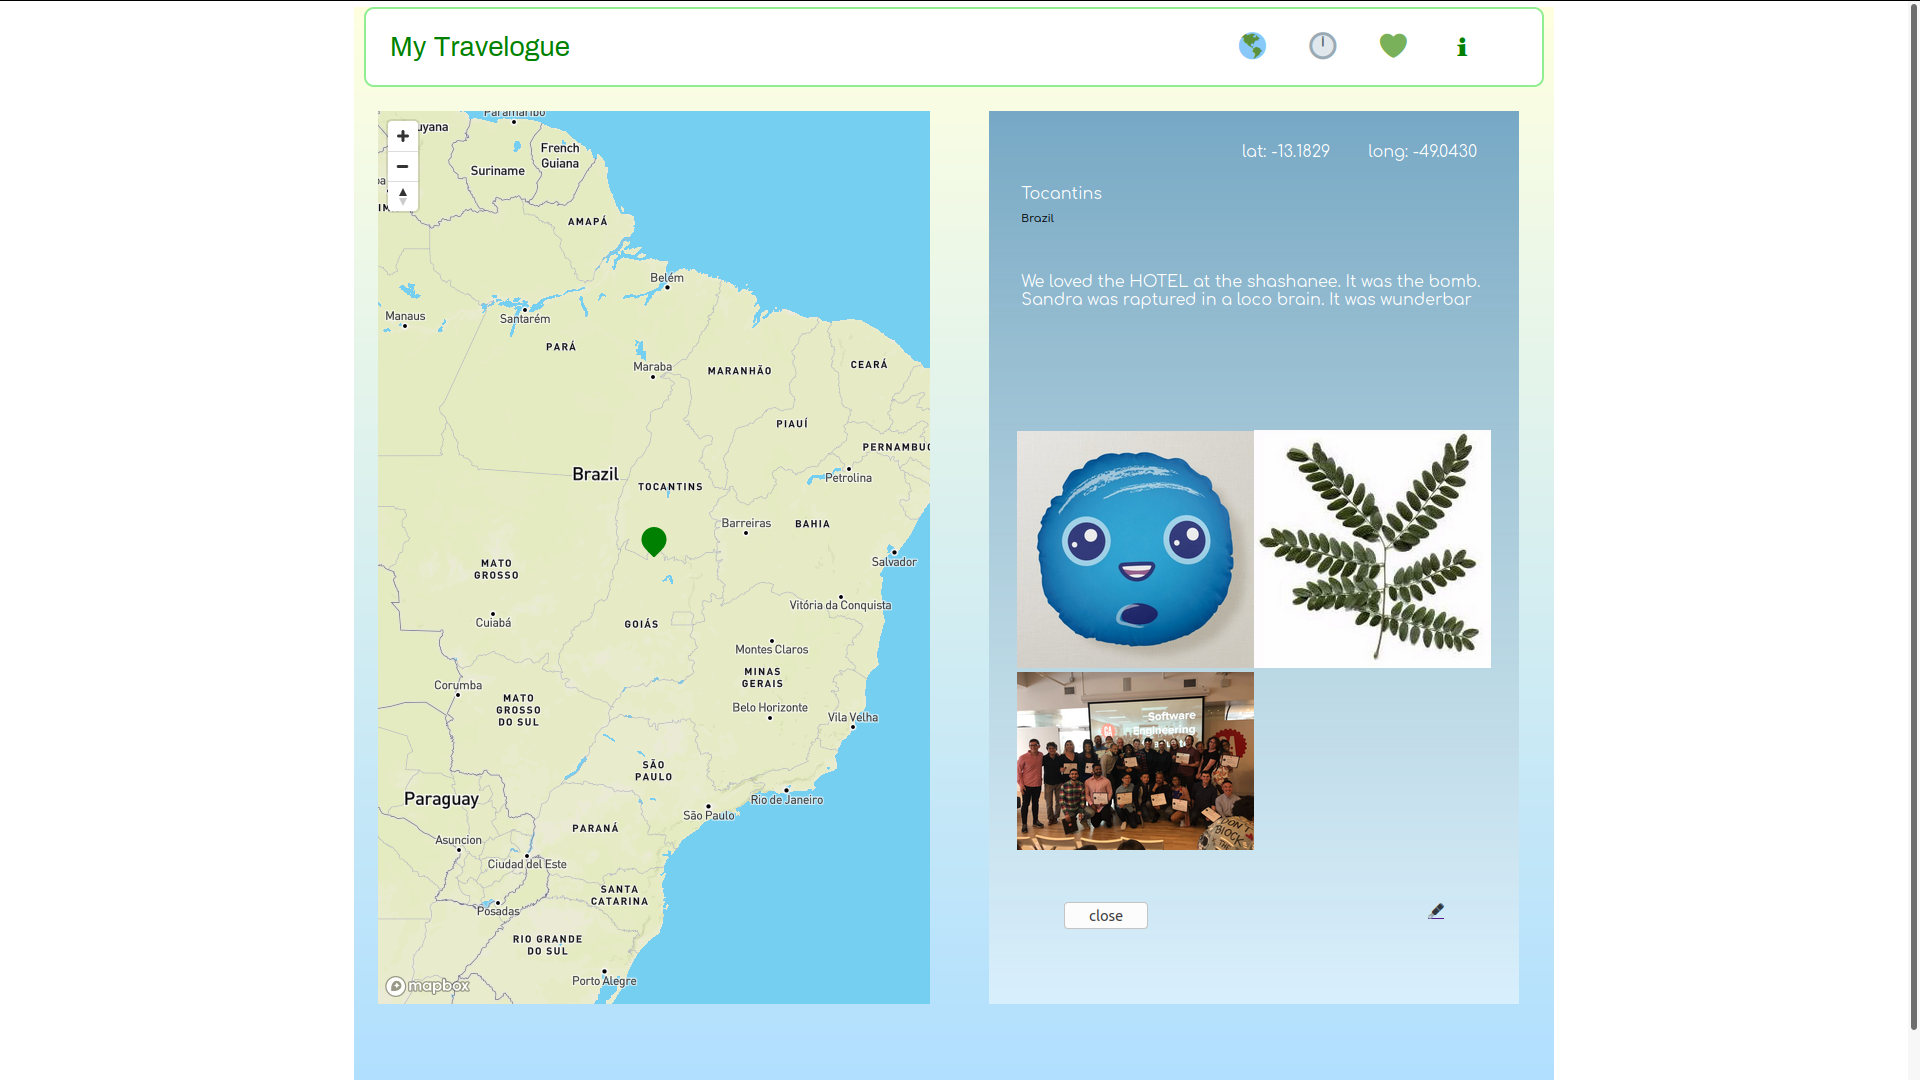 My Travelogue
i
Paramaribo
uyana
French
Guiana
Suriname
AMAPÁ
Belém
Manaus
Santarém
PARÁ
Maraba
MARANHÃO
CEARÁ
PIAUÍ
PERNAMBUC
Brazil
Petrolina
TOCANTINS
Barreiras
BAHIA
Salvador
MATO
GROSSO
Vitória da Conquista
Cuiabá
GOIÁS
Montes Claros
MINAS
GERAIS
Corumba
MATO
GROSSO
DO SUL
Belo Horizonte
Vila Velha
SÃO
PAULO
Paraguay
Rio de Janeiro
São Paulo
PARANÁ
Asuncion
Ciudad del Este
SANTA
CATARINA
Posadas
RIO GRANDE
DO SUL
Porto Alegre
mapbox
lat: -13.1829 long: -49.0430
Tocantins
Brazil
We loved the HOTEL at the shashanee. It was the bomb.
Sandra was raptured in a loco brain. It was wunderbar
Software
Engineering
DON'T
BLOCK
THE
close